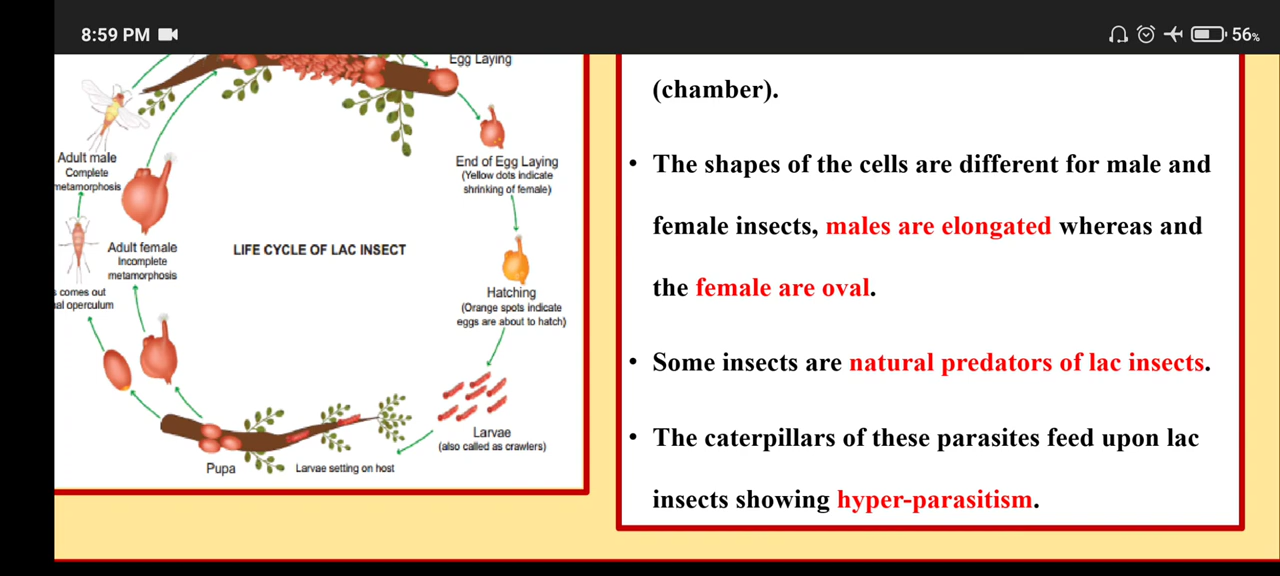 8:59 PM
56%
Egg Laying
Adult male
Complete
metamorphosis
End of Egg Laying
(Yellow dots indicate
shrinking of female)
Adult female
Incomplete
metamorphosis
LIFE CYCLE OF LAC INSECT
comes out
operculum
Hatching
(Orange spots indicate
eggs are about to hatch)
Larvae
(also called as crawlers)
Pupa
Larvae setting on host
(chamber).
• The shapes of the cells are different for male and
female insects, males are elongated whereas and
the female are oval.
• Some insects are natural predators of lac insects.
• The caterpillars of these parasites feed upon lac
insects showing hyper-parasitism.